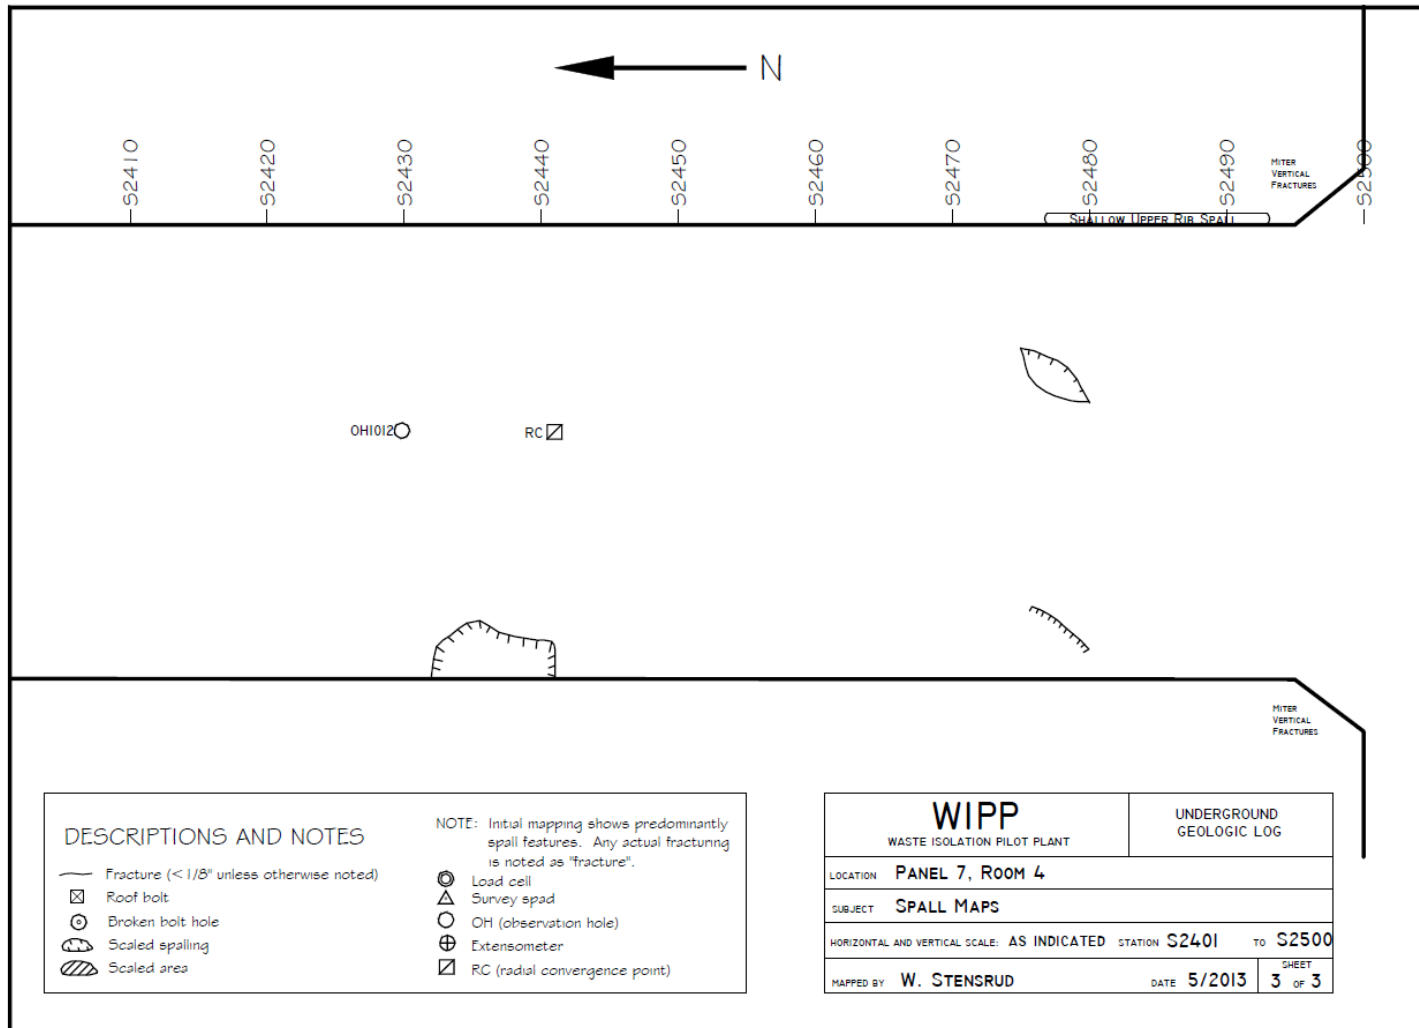 N
S2410
S2420
S2430
S2440
S2450
S2460
S2470
S2480
S2490
S2500
MITER
VERTICAL
FRACTURES
SHALLOW UPPER RIB SPALL
OH1012
RC
MITER
VERTICAL
FRACTURES
DESCRIPTIONS AND NOTES
Fracture (<1/8" unless otherwise noted)
Roof bolt
Broken bolt hole
Scaled spalling
Scaled area
NOTE: Initial mapping shows predominantly
spall features. Any actual fracturing
is noted as "fracture".
Load cell
Survey spad
OH (observation hole)
Extensometer
RC (radial convergence point)
WIPP
WASTE ISOLATION PILOT PLANT
UNDERGROUND
GEOLOGIC LOG
LOCATION PANEL 7, ROOM 4
SUBJECT SPALL MAPS
HORIZONTAL AND VERTICAL SCALE: AS INDICATED STATION S2401 TO S2500
MAPPED BY W. STENSRUD DATE 5/2013
SHEET
3 OF 3